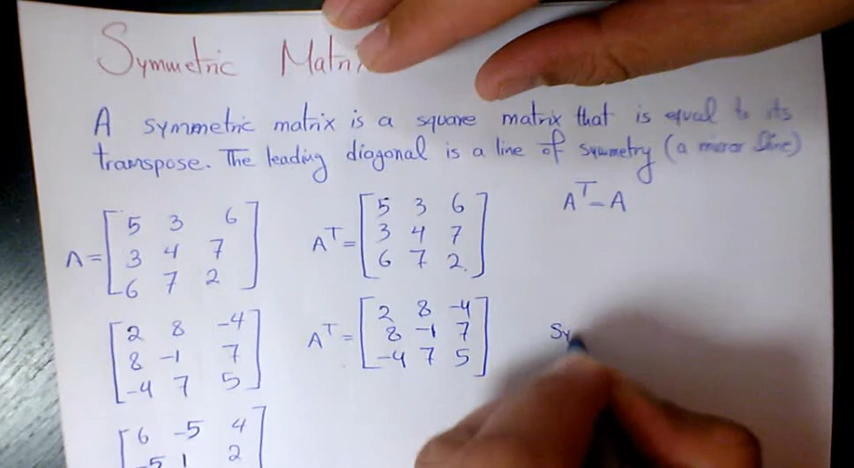 Symmetric Matri
A symmetric matrix is a square matrix that is equal to its
transpose. The leading diagonal is a line of symmetry (a mirror line)
A = [5 3 6
3 4 7
6 7 2]
A^T = [5 3 6
3 4 7
6 7 2]
A^T = A
[2 8 -4
8 -1 7
-4 7 5]
A^T = [2 8 -4
8 -1 7
-4 7 5]
Sy
[6 -5 4
-5 1 2